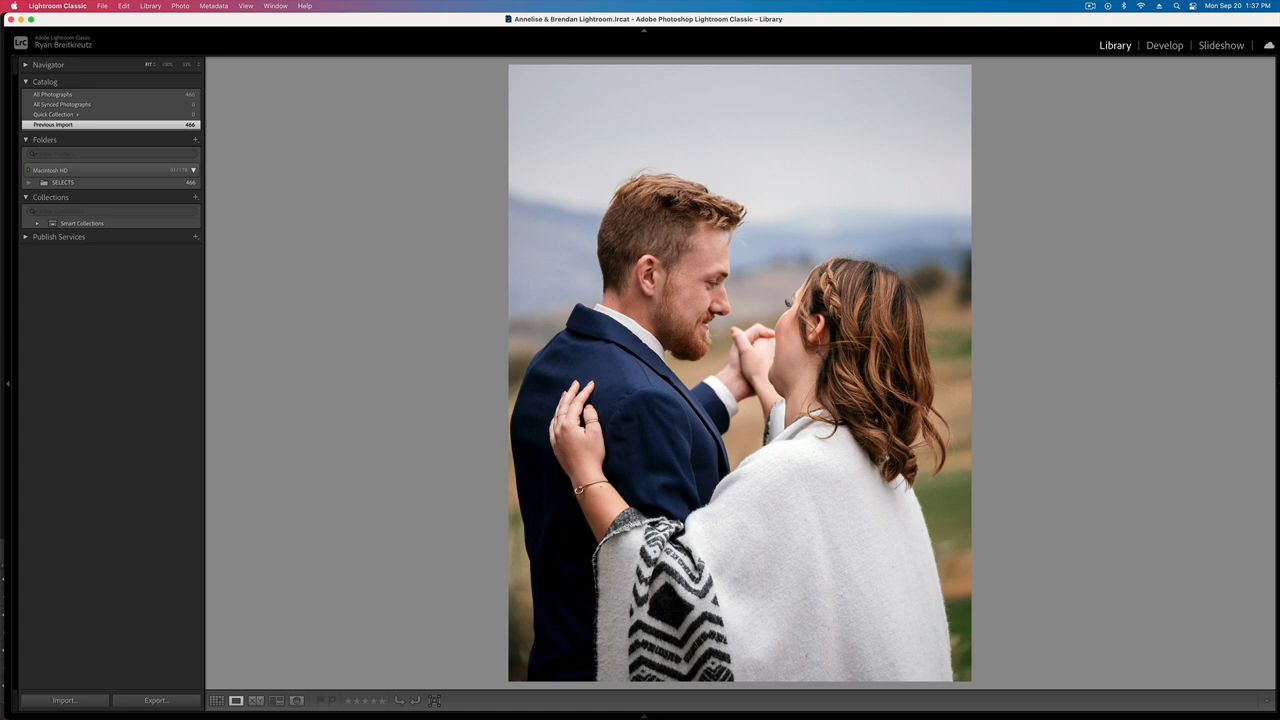 Lightroom Classic File Edit Library Photo Metadata View Window Help Mon Sep 20 1:37 PM
Annelise & Brendan Lightroom.lrcat - Adobe Photoshop Lightroom Classic - Library
LrC
Adobe Lightroom Classic
Ryan Breitkreutz
Library | Develop | Slideshow |
Navigator FIT 100%
Catalog
All Photographs 466
All Synced Photographs 0
Quick Collection + 0
Previous Import 466
Folders +
Macintosh HD
SELECTS 466
Collections +
Smart Collections
Publish Services +
Import... Export...